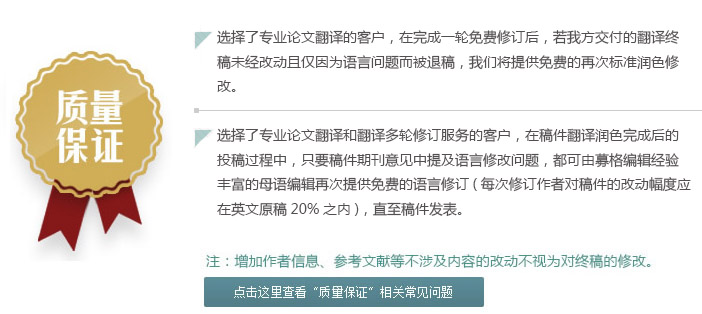 质量
保证
选择了专业论文翻译的客户，在完成一轮免费修订后，若我方交付的翻译终
稿未经改动且仅因为语言问题而被退稿，我们将提供免费的再次标准润色修
改。
选择了专业论文翻译和翻译多轮修订服务的客户，在稿件翻译润色完成后的
投稿过程中，只要稿件期刊意见中提及语言修改问题，都可由募格编辑经验
丰富的母语编辑再次提供免费的语言修订（每次修订作者对稿件的改动幅度应
在英文原稿 20% 之内），直至稿件发表。
注：增加作者信息、参考文献等不涉及内容的改动不视为对终稿的修改。
点击这里查看“质量保证”相关常见问题